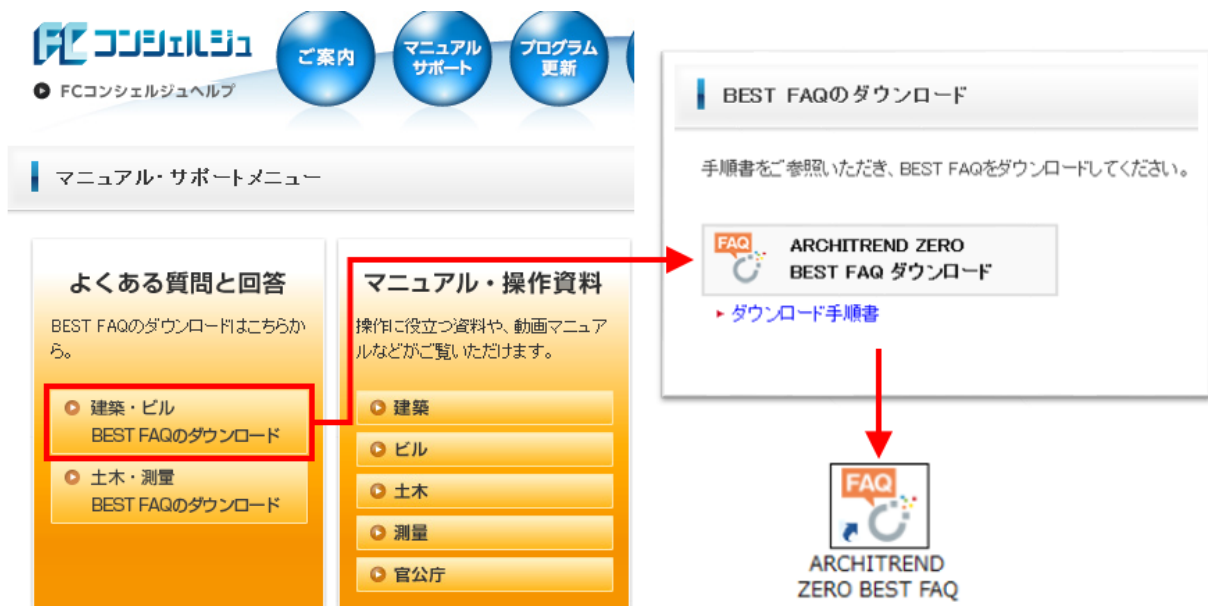 FCコンシェルジュ
FCコンシェルジュヘルプ
ご案内
マニュアル
サポート
プログラム
更新
マニュアル・サポートメニュー
よくある質問と回答
BEST FAQのダウンロードはこちらか
ら。
建築・ビル
BEST FAQのダウンロード
土木・測量
BEST FAQのダウンロード
マニュアル・操作資料
操作に役立つ資料や、動画マニュア
ルなどがご覧いただけます。
建築
ビル
土木
測量
官公庁
BEST FAQのダウンロード
手順書をご参照いただき、BEST FAQをダウンロードしてください。
FAQ
ARCHITREND ZERO
BEST FAQ ダウンロード
ダウンロード手順書
FAQ
ARCHITREND
ZERO BEST FAQ